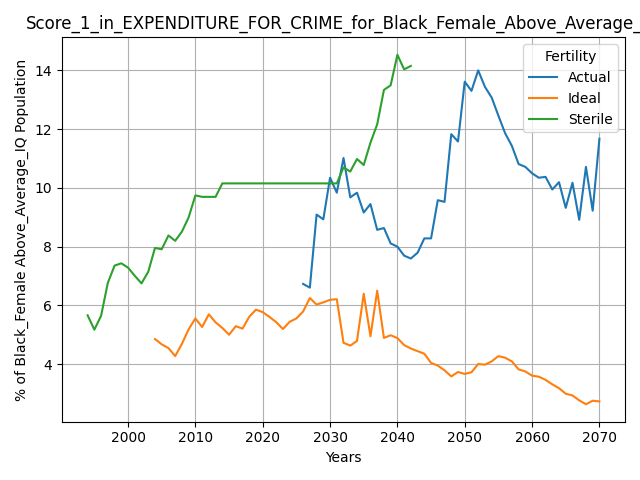 Score_1_in_EXPENDITURE_FOR_CRIME_for_Black_Female_Above_Average_
Fertility
Actual
Ideal
Sterile
% of Black_Female Above_Average_IQ Population
14
12
10
8
6
4
2000
2010
2020
2030
2040
2050
2060
2070
Years